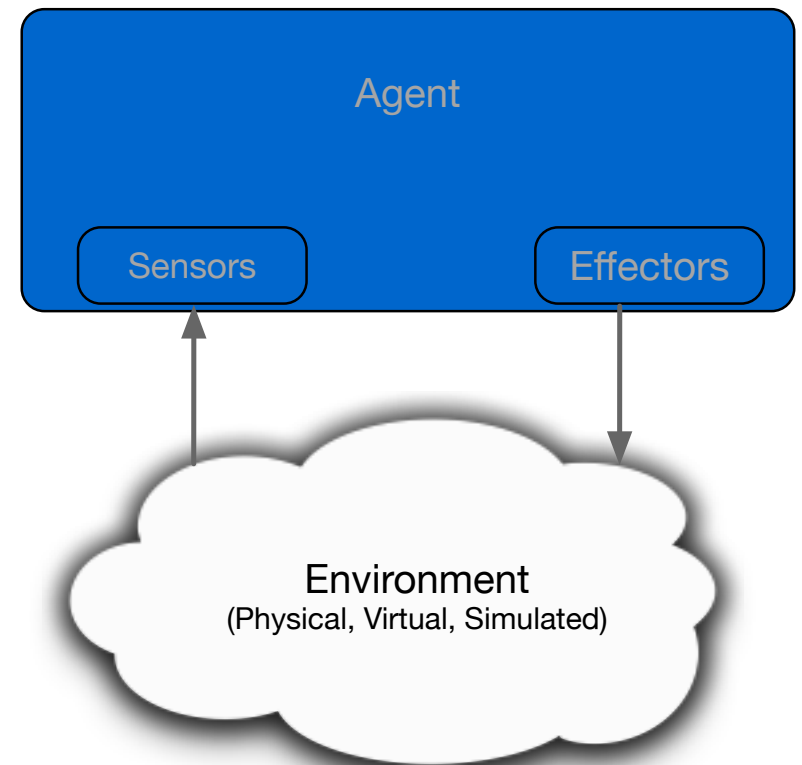 Agent
Sensors
Effectors
Environment
(Physical, Virtual, Simulated)